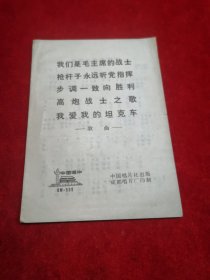 我们是毛主席的战士
枪杆子永远听党指挥
步调一致向胜利
高炮战士之歌
我爱我的坦克车
——歌曲——
中国唱片
中国唱片社出版
成都唱片厂印制